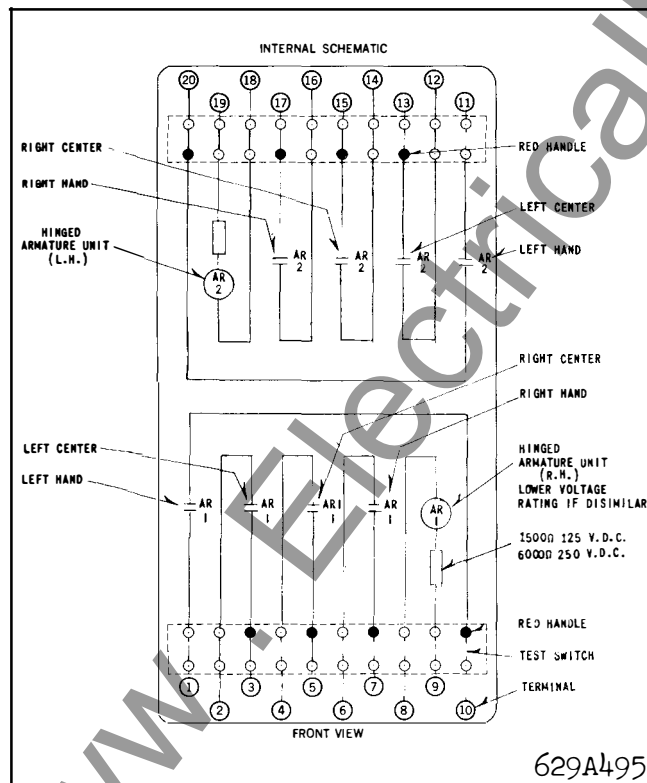 INTERNAL SCHEMATIC
20 18 16 14 12
19 17 15 13 11
RIGHT CENTER
RED HANDLE
RIGHT HAND
LEFT CENTER
HINGED
ARMATURE UNIT
(L.H.)
LEFT HAND
AR
2
AR
2
AR
2
AR
2
AR
2
RIGHT CENTER
RIGHT HAND
LEFT CENTER
LEFT HAND
HINGED
ARMATURE UNIT
(R.H.)
LOWER VOLTAGE
RATING IF DISIMILAR
AR
1
AR
1
AR1
1
AR
1
AR
1
1500Ω 125 V.D.C.
6000Ω 250 V.D.C.
RED HANDLE
TEST SWITCH
1 3 5 7 9
TERMINAL
2 4 6 8 10
FRONT VIEW
629A495
www.Electrical